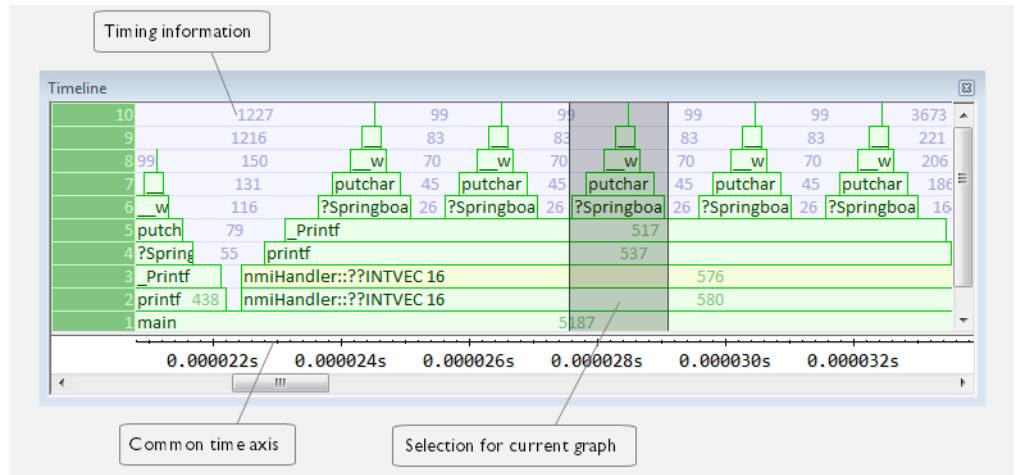 Timing information
Timeline
10 1227 99 99 99 99 3673
9 1216 83 83 83 83 221
8 99 150 __w 70 __w 70 __w 70 __w 70 __w 206
7 131 putchar 45 putchar 45 putchar 45 putchar 45 putchar 186
6 __w 116 ?Springboa 26 ?Springboa 26 ?Springboa 26 ?Springboa 26 ?Springboa
5 putch 79 _Printf 517
4 ?Spring 55 printf 537
3 _Printf nmiHandler::??INTVEC 16 576
2 printf 438 nmiHandler::??INTVEC 16 580
1 main 5187
0.000022s 0.000024s 0.000026s 0.000028s 0.000030s 0.000032s
Common time axis
Selection for current graph